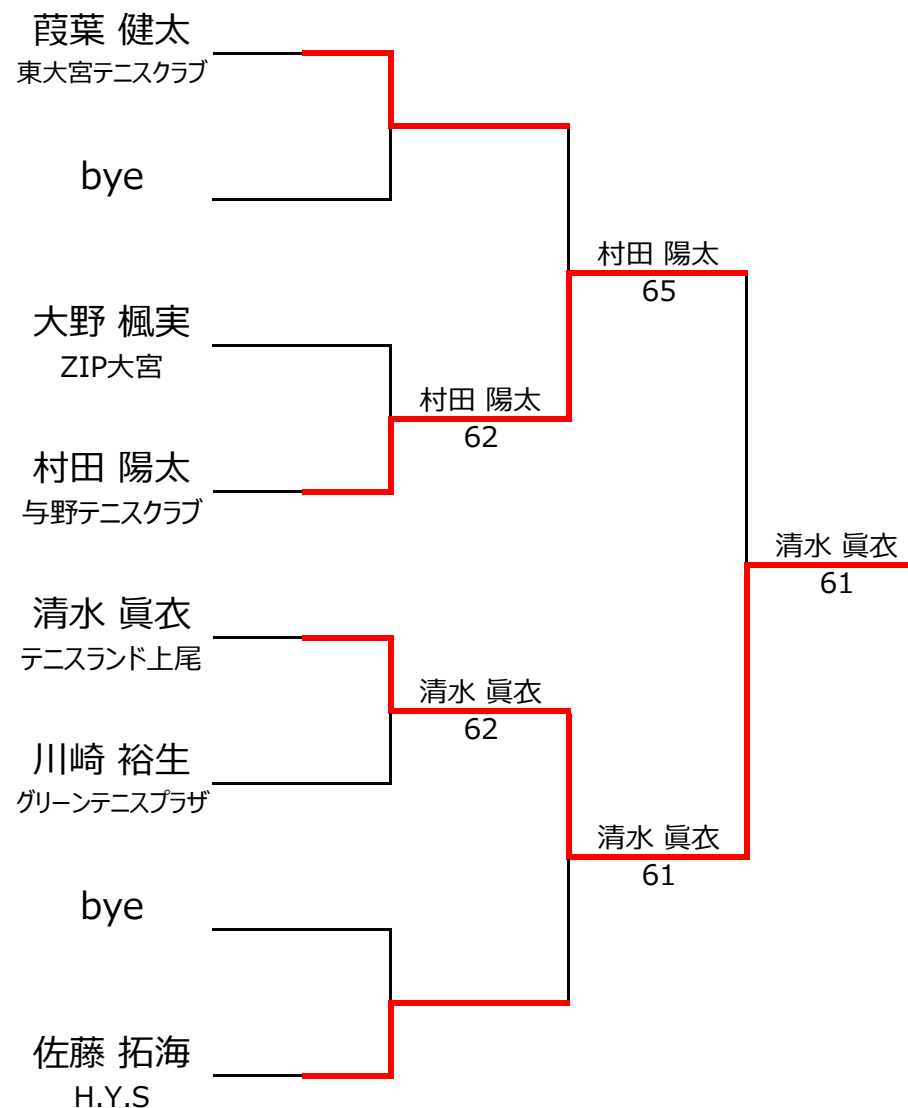 葭葉 健太
東大宮テニスクラブ
bye
大野 楓実
ZIP大宮
村田 陽太
与野テニスクラブ
清水 眞衣
テニスランド上尾
川崎 裕生
グリーンテニスプラザ
bye
佐藤 拓海
H.Y.S
村田 陽太
62
清水 眞衣
62
村田 陽太
65
清水 眞衣
61
清水 眞衣
61